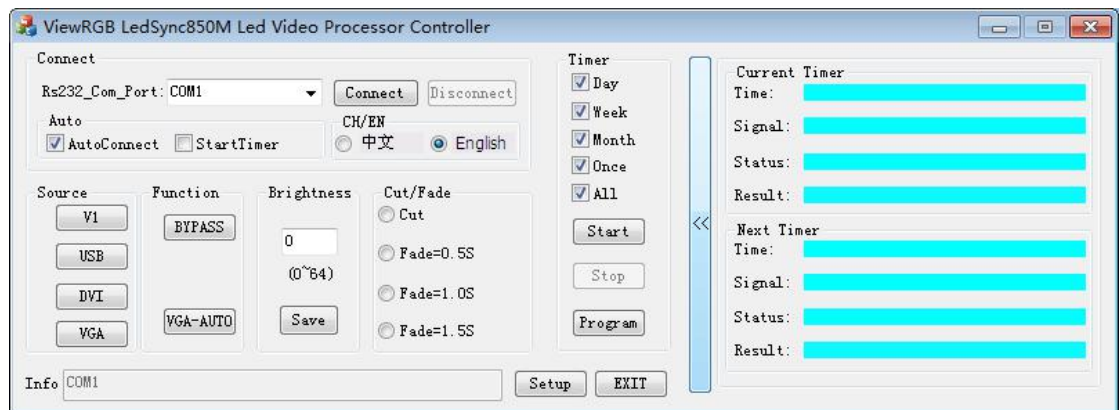 ViewRGB LedSync850M Led Video Processor Controller
Connect
Rs232_Com_Port: COM1
Connect
Disconnect
Auto
AutoConnect
StartTimer
CH/EN
中文
English
Source
V1
USB
DVI
VGA
Function
BYPASS
VGA-AUTO
Brightness
0
(0~64)
Save
Cut/Fade
Cut
Fade=0.5S
Fade=1.0S
Fade=1.5S
Timer
Day
Week
Month
Once
All
Start
Stop
Program
<<
Current Timer
Time:
Signal:
Status:
Result:
Next Timer
Time:
Signal:
Status:
Result:
Info COM1
Setup
EXIT